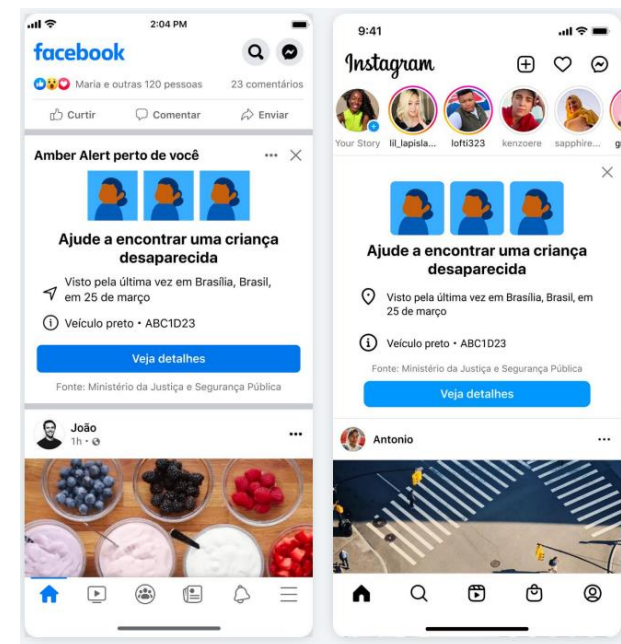 2:04 PM
facebook
Maria e outras 120 pessoas 23 comentários
Curtir Comentar Enviar
Amber Alert perto de você
Ajude a encontrar uma criança
desaparecida
Visto pela última vez em Brasília, Brasil,
em 25 de março
Veículo preto • ABC1D23
Veja detalhes
Fonte: Ministério da Justiça e Segurança Pública
João
1h
9:41
Instagram
Your Story lil_lapisla... lofti323 kenzoere sapphire... g
Ajude a encontrar uma criança
desaparecida
Visto pela última vez em Brasília, Brasil, em
25 de março
Veículo preto • ABC1D23
Fonte: Ministério da Justiça e Segurança Pública
Veja detalhes
Antonio